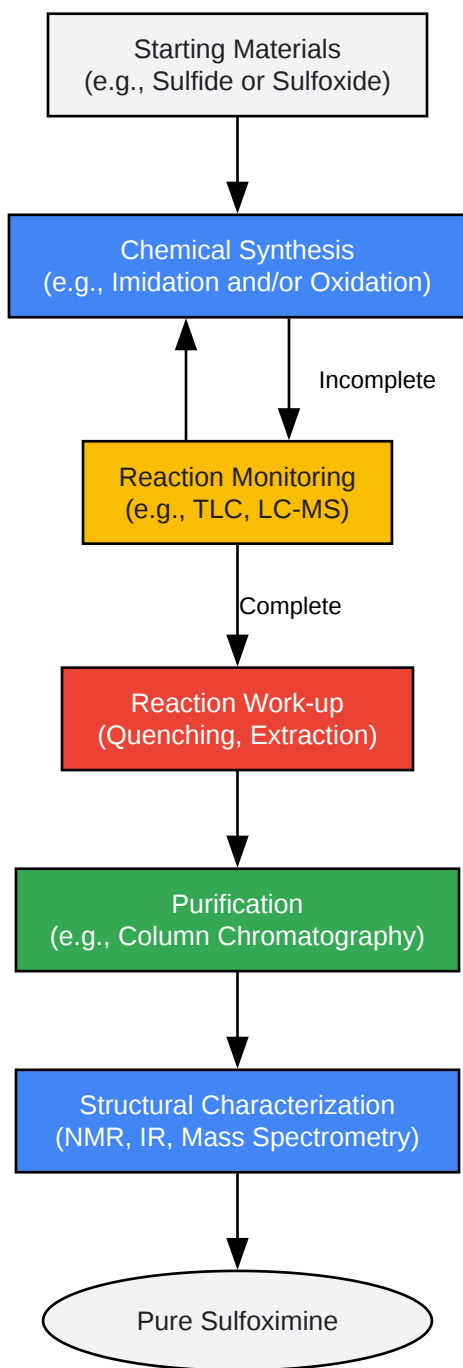 Starting Materials
(e.g., Sulfide or Sulfoxide)
Chemical Synthesis
(e.g., Imidation and/or Oxidation)
Incomplete
Reaction Monitoring
(e.g., TLC, LC-MS)
Complete
Reaction Work-up
(Quenching, Extraction)
Purification
(e.g., Column Chromatography)
Structural Characterization
(NMR, IR, Mass Spectrometry)
Pure Sulfoximine